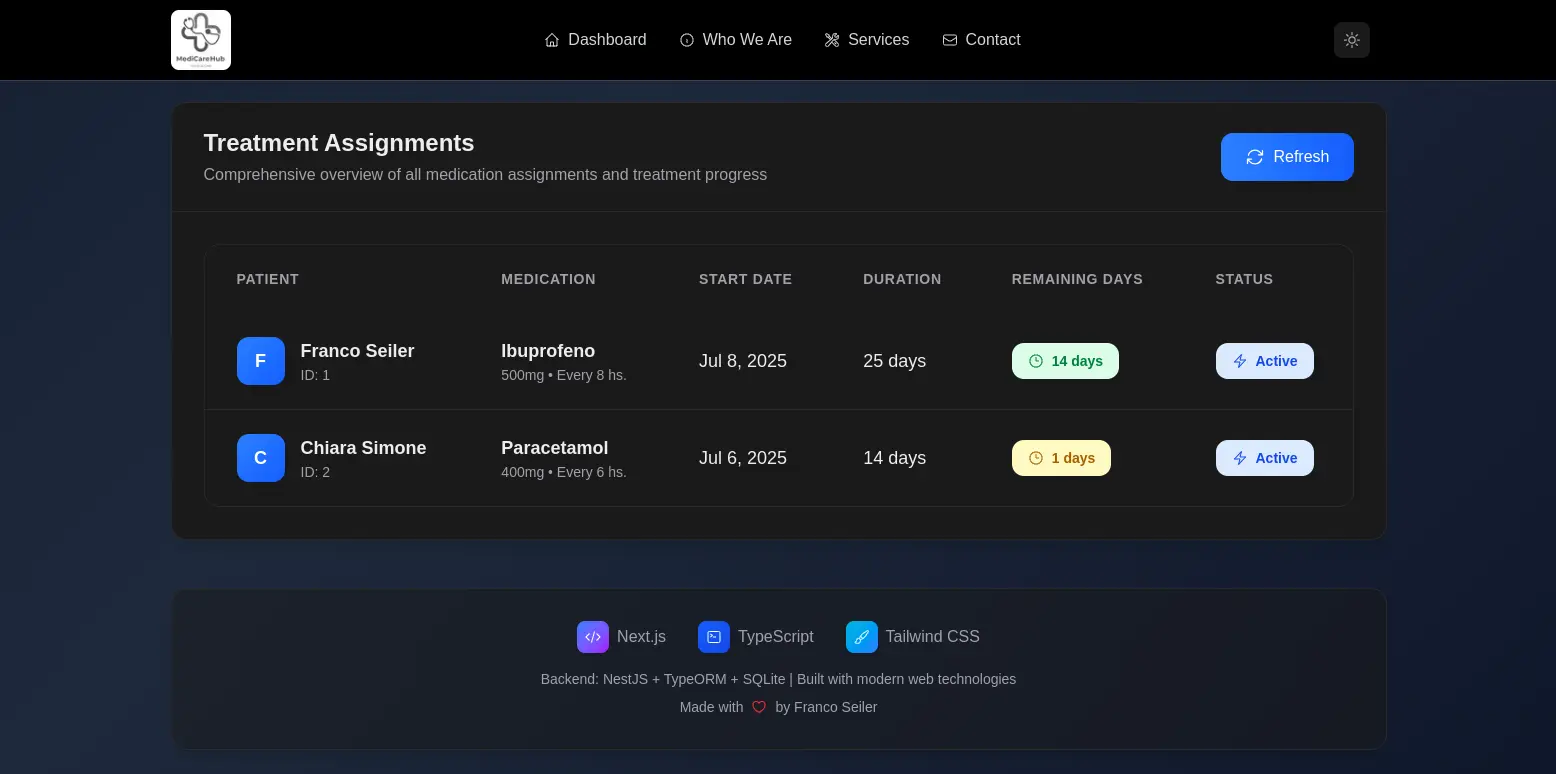 MediCareHub
Dashboard Who We Are Services Contact
Treatment Assignments
Comprehensive overview of all medication assignments and treatment progress
Refresh
PATIENT MEDICATION START DATE DURATION REMAINING DAYS STATUS
F Franco Seiler Ibuprofeno Jul 8, 2025 25 days 14 days Active
ID: 1 500mg • Every 8 hs.
C Chiara Simone Paracetamol Jul 6, 2025 14 days 1 days Active
ID: 2 400mg • Every 6 hs.
Next.js TypeScript Tailwind CSS
Backend: NestJS + TypeORM + SQLite | Built with modern web technologies
Made with by Franco Seiler